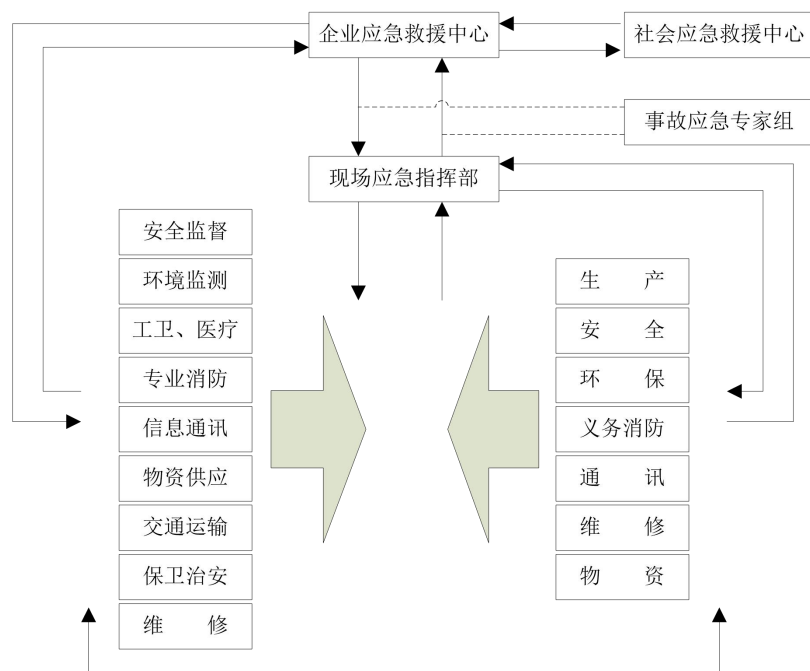 企业应急救援中心
社会应急救援中心
事故应急专家组
现场应急指挥部
安全监督
环境监测
工卫、医疗
专业消防
信息通讯
物资供应
交通运输
保卫治安
维 修
生 产
安 全
环 保
义务消防
通 讯
维 修
物 资